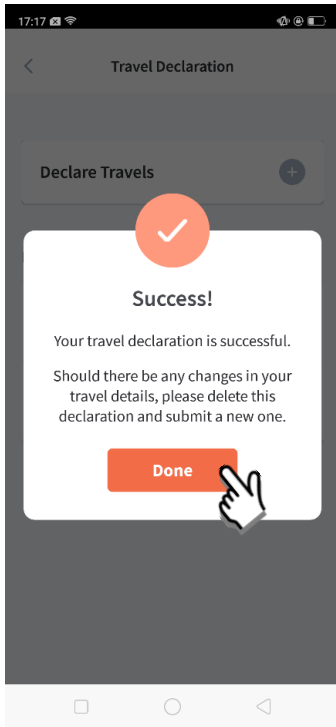 17:17
Travel Declaration
Declare Travels
Success!
Your travel declaration is successful.
Should there be any changes in your
travel details, please delete this
declaration and submit a new one.
Done